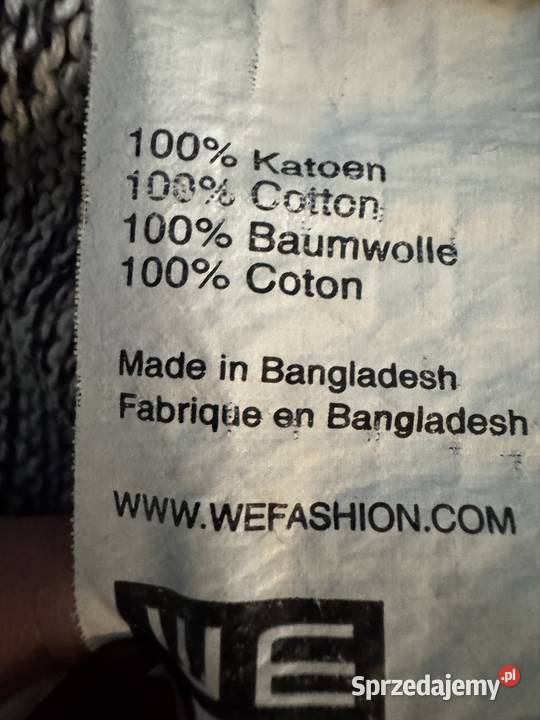 100% Katoen
100% Cotton
100% Baumwolle
100% Coton
Made in Bangladesh
Fabrique en Bangladesh
WWW.WEFASHION.COM
WE
Sprzedajemy.pl